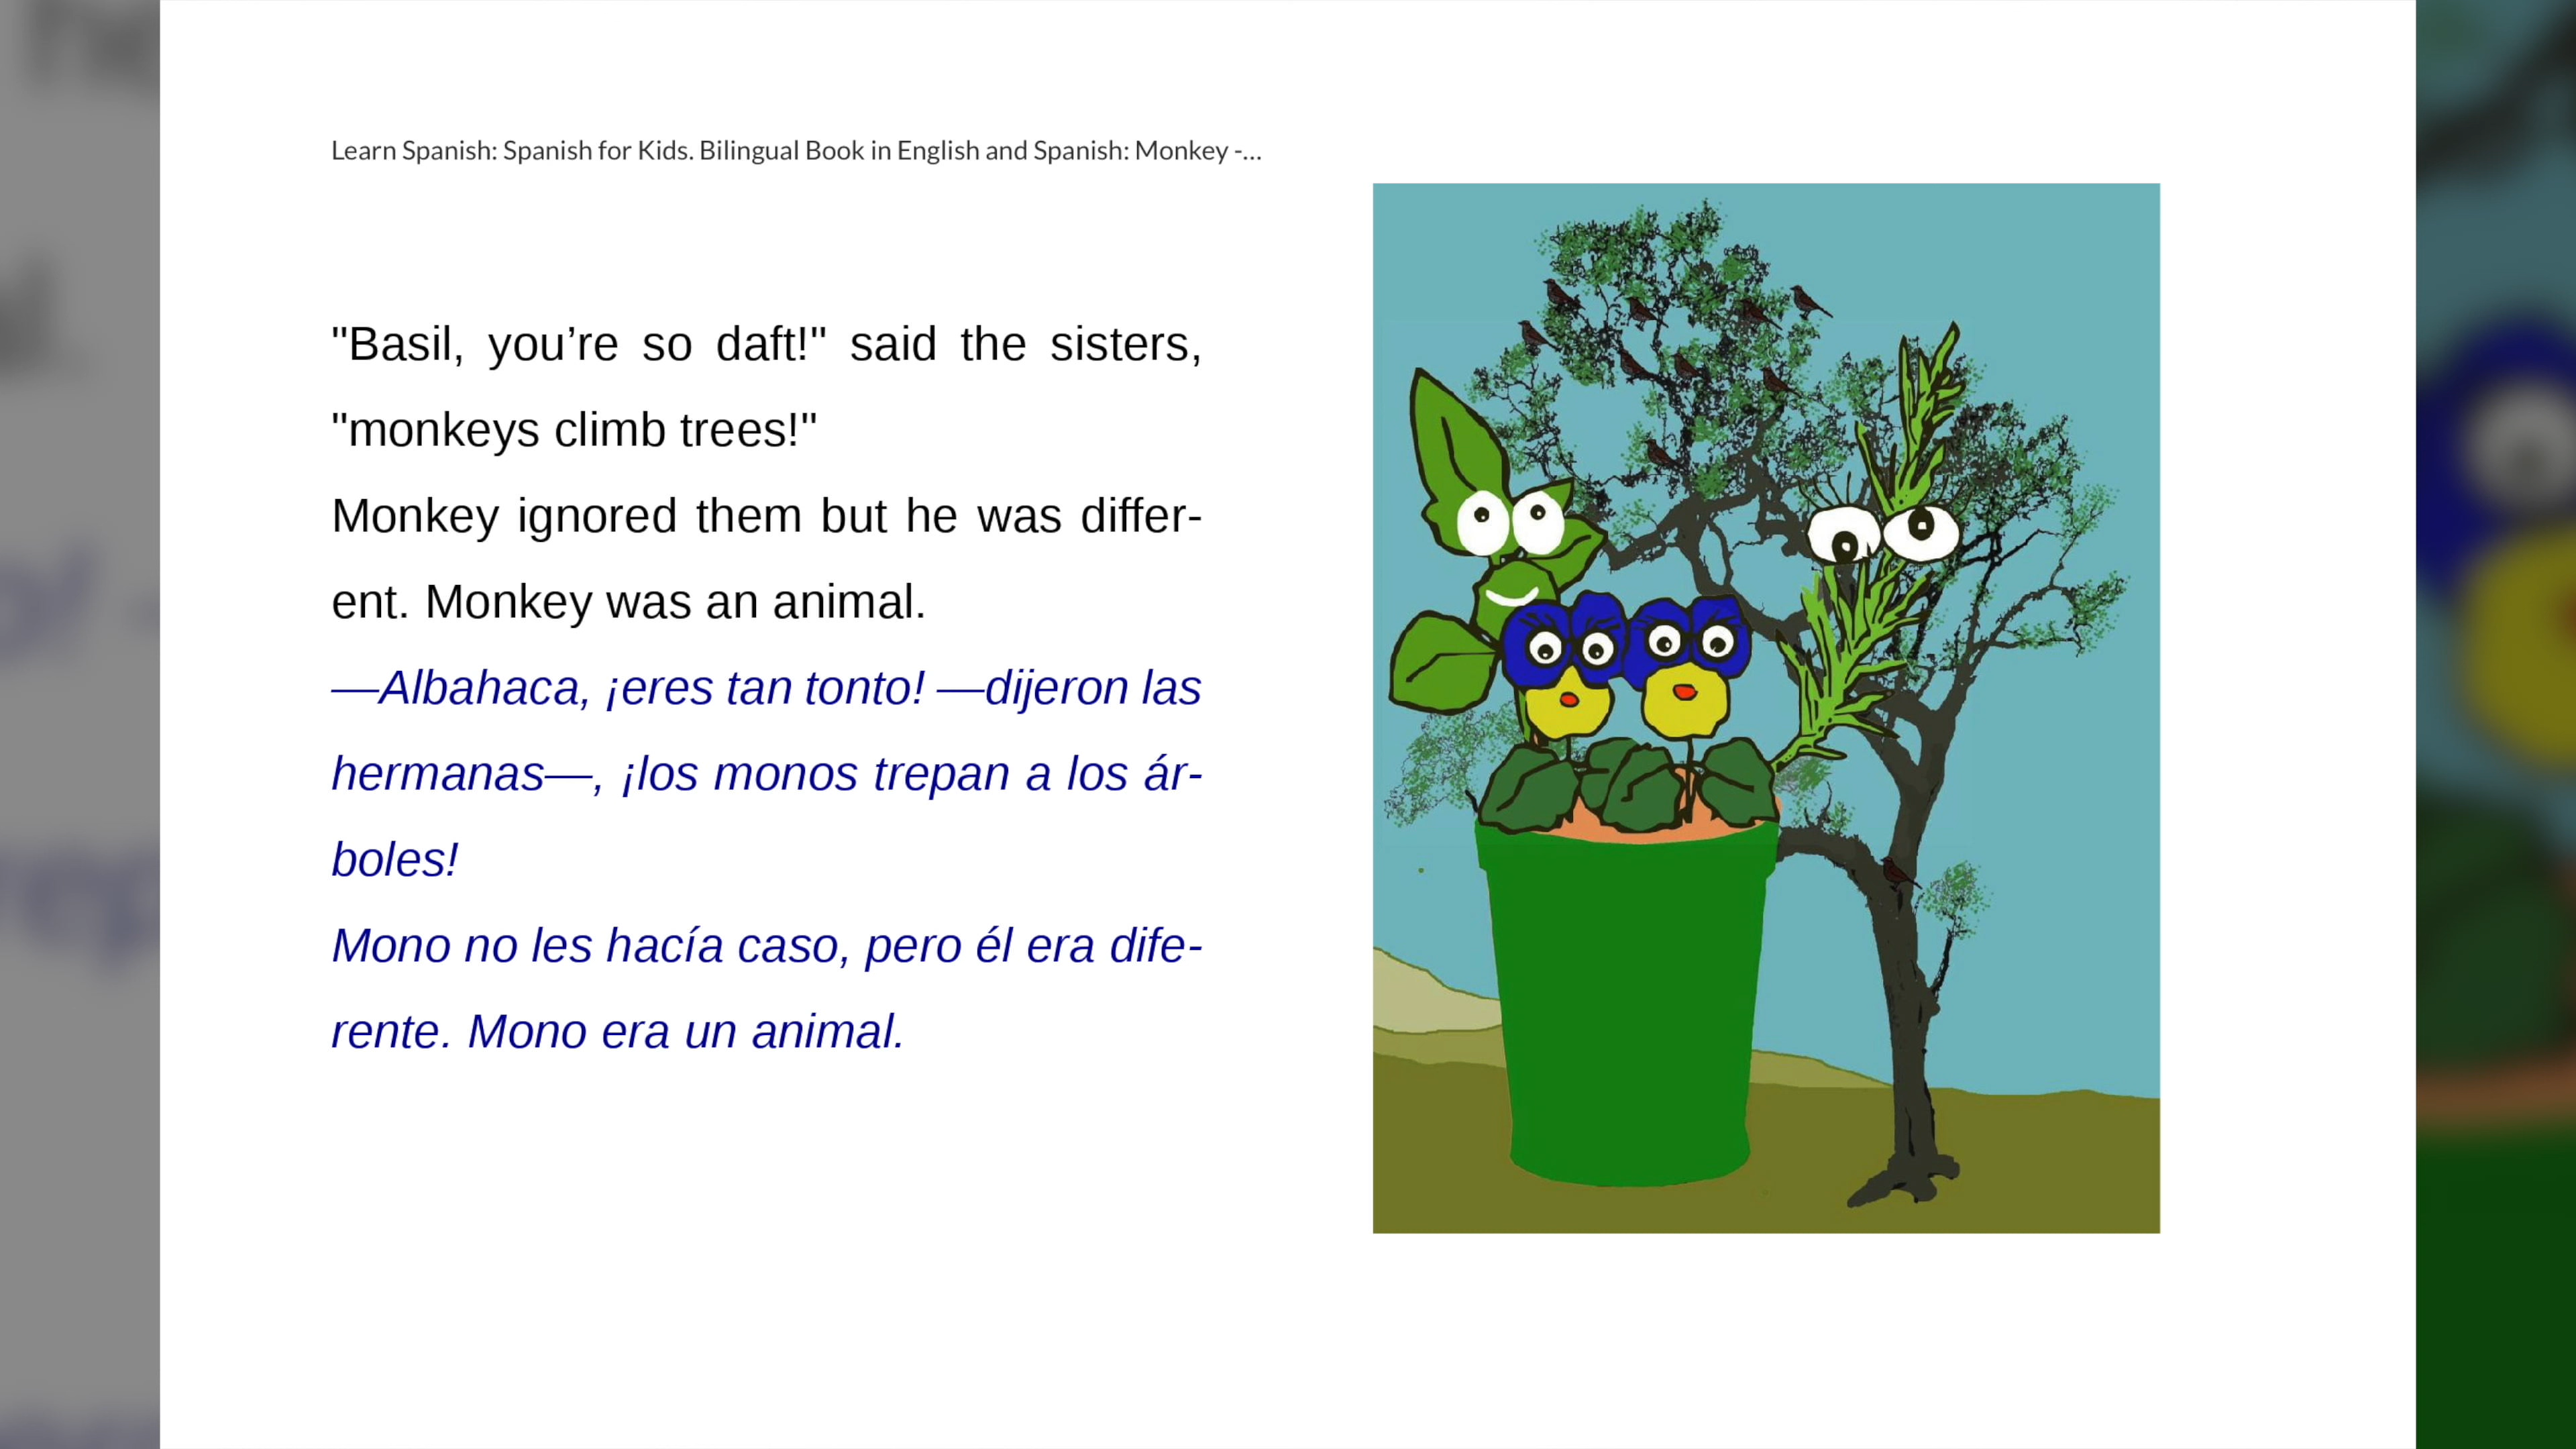 Learn Spanish: Spanish for Kids. Bilingual Book in English and Spanish: Monkey -...
"Basil, you’re so daft!" said the sisters,
"monkeys climb trees!"
Monkey ignored them but he was differ-
ent. Monkey was an animal.
—Albahaca, ¡eres tan tonto! —dijeron las
hermanas—, ¡los monos trepan a los ár-
boles!
Mono no les hacía caso, pero él era dife-
rente. Mono era un animal.